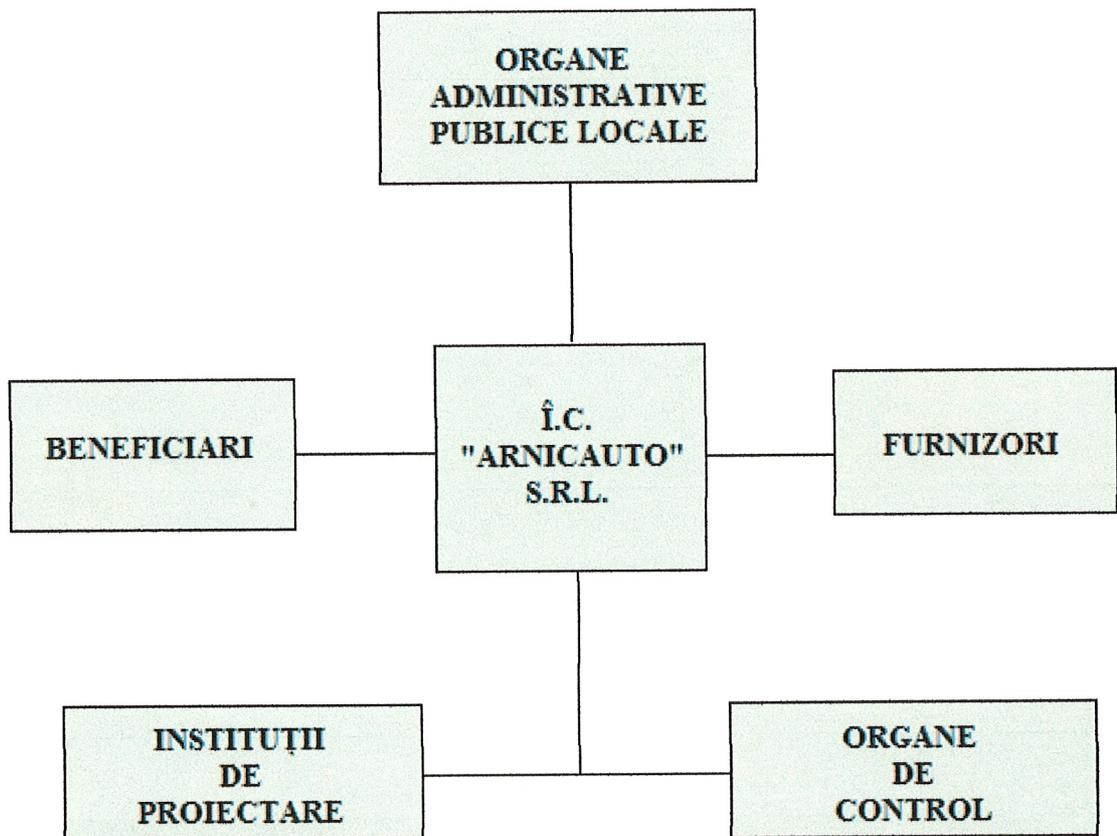 ORGANE
ADMINISTRATIVE
PUBLICE LOCALE
BENEFICIARI
Î.C.
"ARNICAUTO"
S.R.L.
FURNIZORI
INSTITUȚII
DE
PROIECTARE
ORGANE
DE
CONTROL